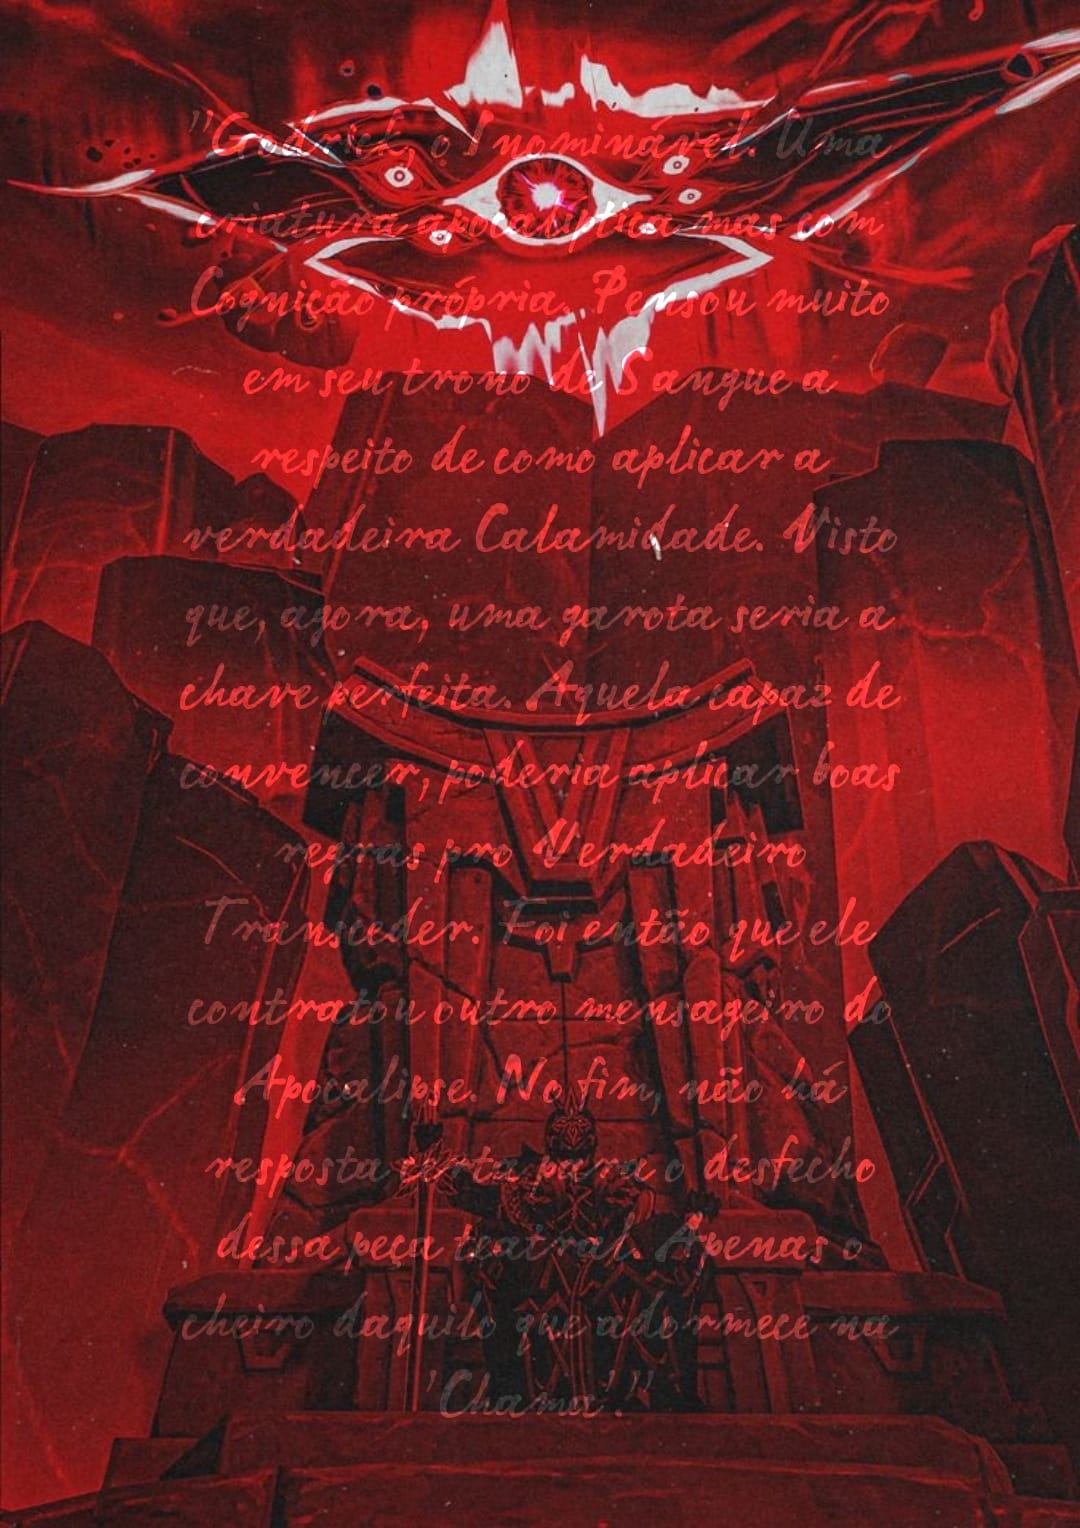 "Godrick, o Inominável. Uma
criatura apocalíptica mas com
Cognição própria. Pensou muito
em seu trono de Sangue a
respeito de como aplicar a
verdadeira Calamidade. Visto
que, agora, uma garota seria a
chave perfeita. Aquela capaz de
convencer, poderia aplicar boas
regras pro Verdadeiro
Transceder. Foi então que ele
contratou outro mensageiro do
Apocalipse. No fim, não há
resposta certa para o desfecho
dessa peça teatral. Apenas o
cheiro daquilo que adormece na
'Chama'."